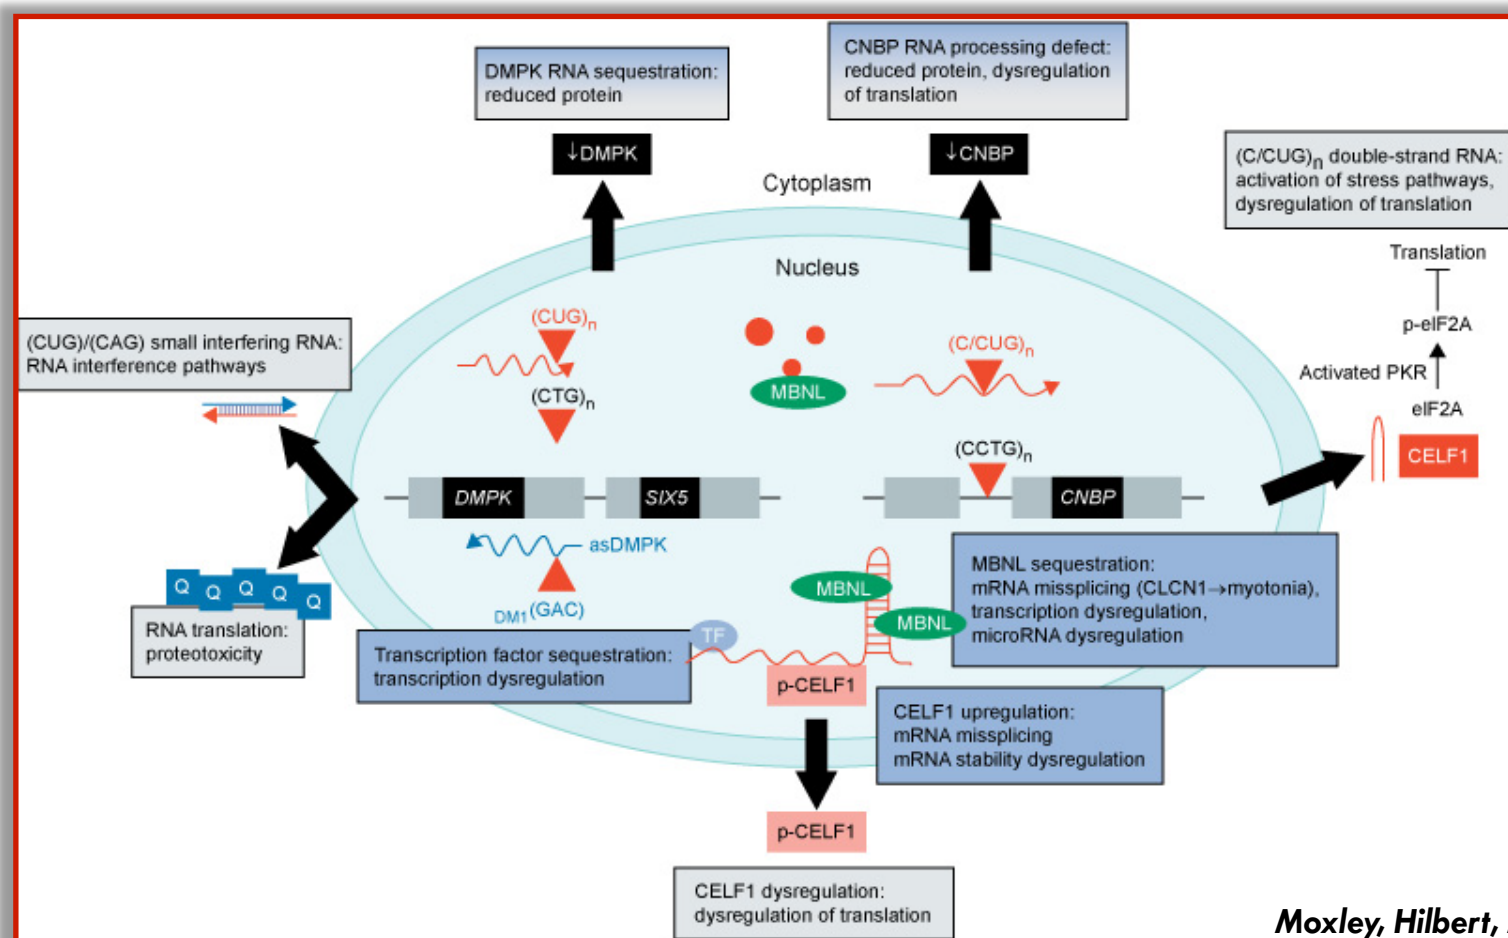 DMPK RNA sequestration:
reduced protein
CNBP RNA processing defect:
reduced protein, dysregulation
of translation
↓DMPK
↓CNBP
(C/CUG)n double-strand RNA:
activation of stress pathways,
dysregulation of translation
Cytoplasm
Nucleus
Translation
p-eIF2A
Activated PKR
eIF2A
CELF1
(CUG)/(CAG) small interfering RNA:
RNA interference pathways
(CUG)n
(CTG)n
MBNL
(C/CUG)n
(CCTG)n
DMPK
SIX5
CNBP
asDMPK
DM1(GAC)
Q Q Q Q Q
RNA translation:
proteotoxicity
Transcription factor sequestration:
transcription dysregulation
TF
MBNL
MBNL
p-CELF1
MBNL sequestration:
mRNA missplicing (CLCN1→myotonia),
transcription dysregulation,
microRNA dysregulation
CELF1 upregulation:
mRNA missplicing
mRNA stability dysregulation
p-CELF1
CELF1 dysregulation:
dysregulation of translation
Moxley, Hilbert,